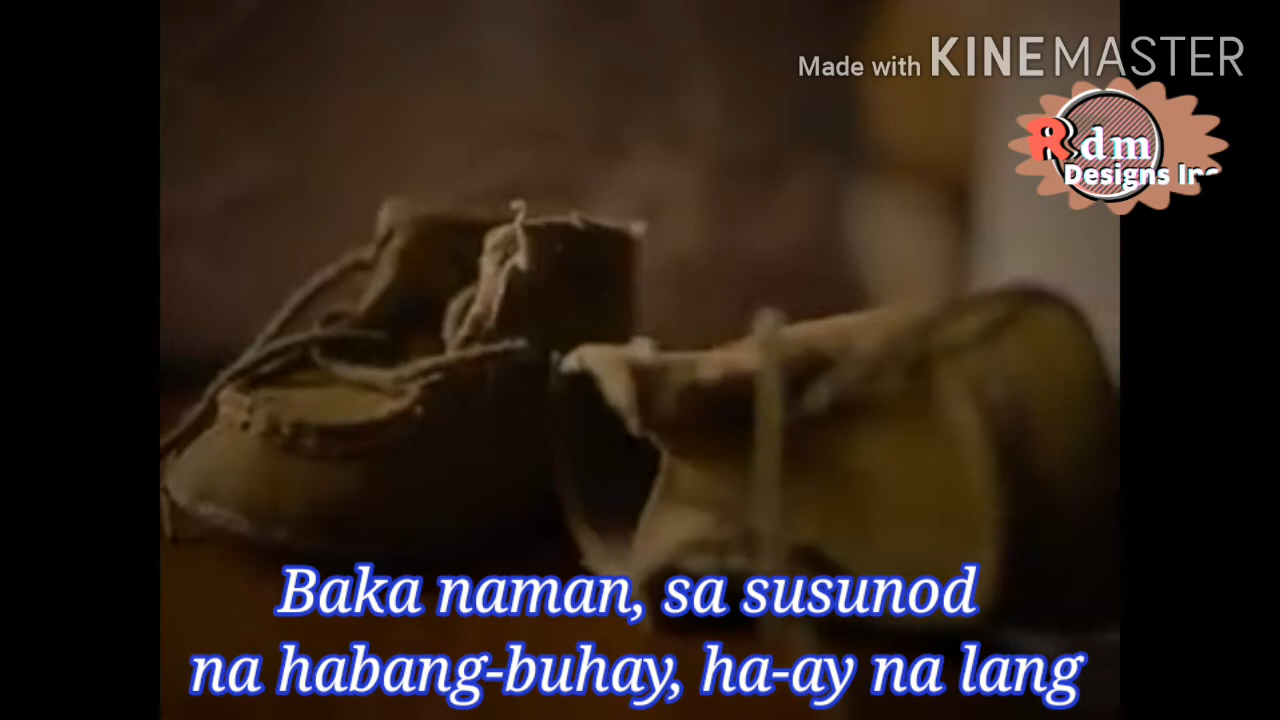 Made with KINEMASTER
Rdm
Designs Inc
Baka naman, sa susunod
na habang-buhay, ha-ay na lang